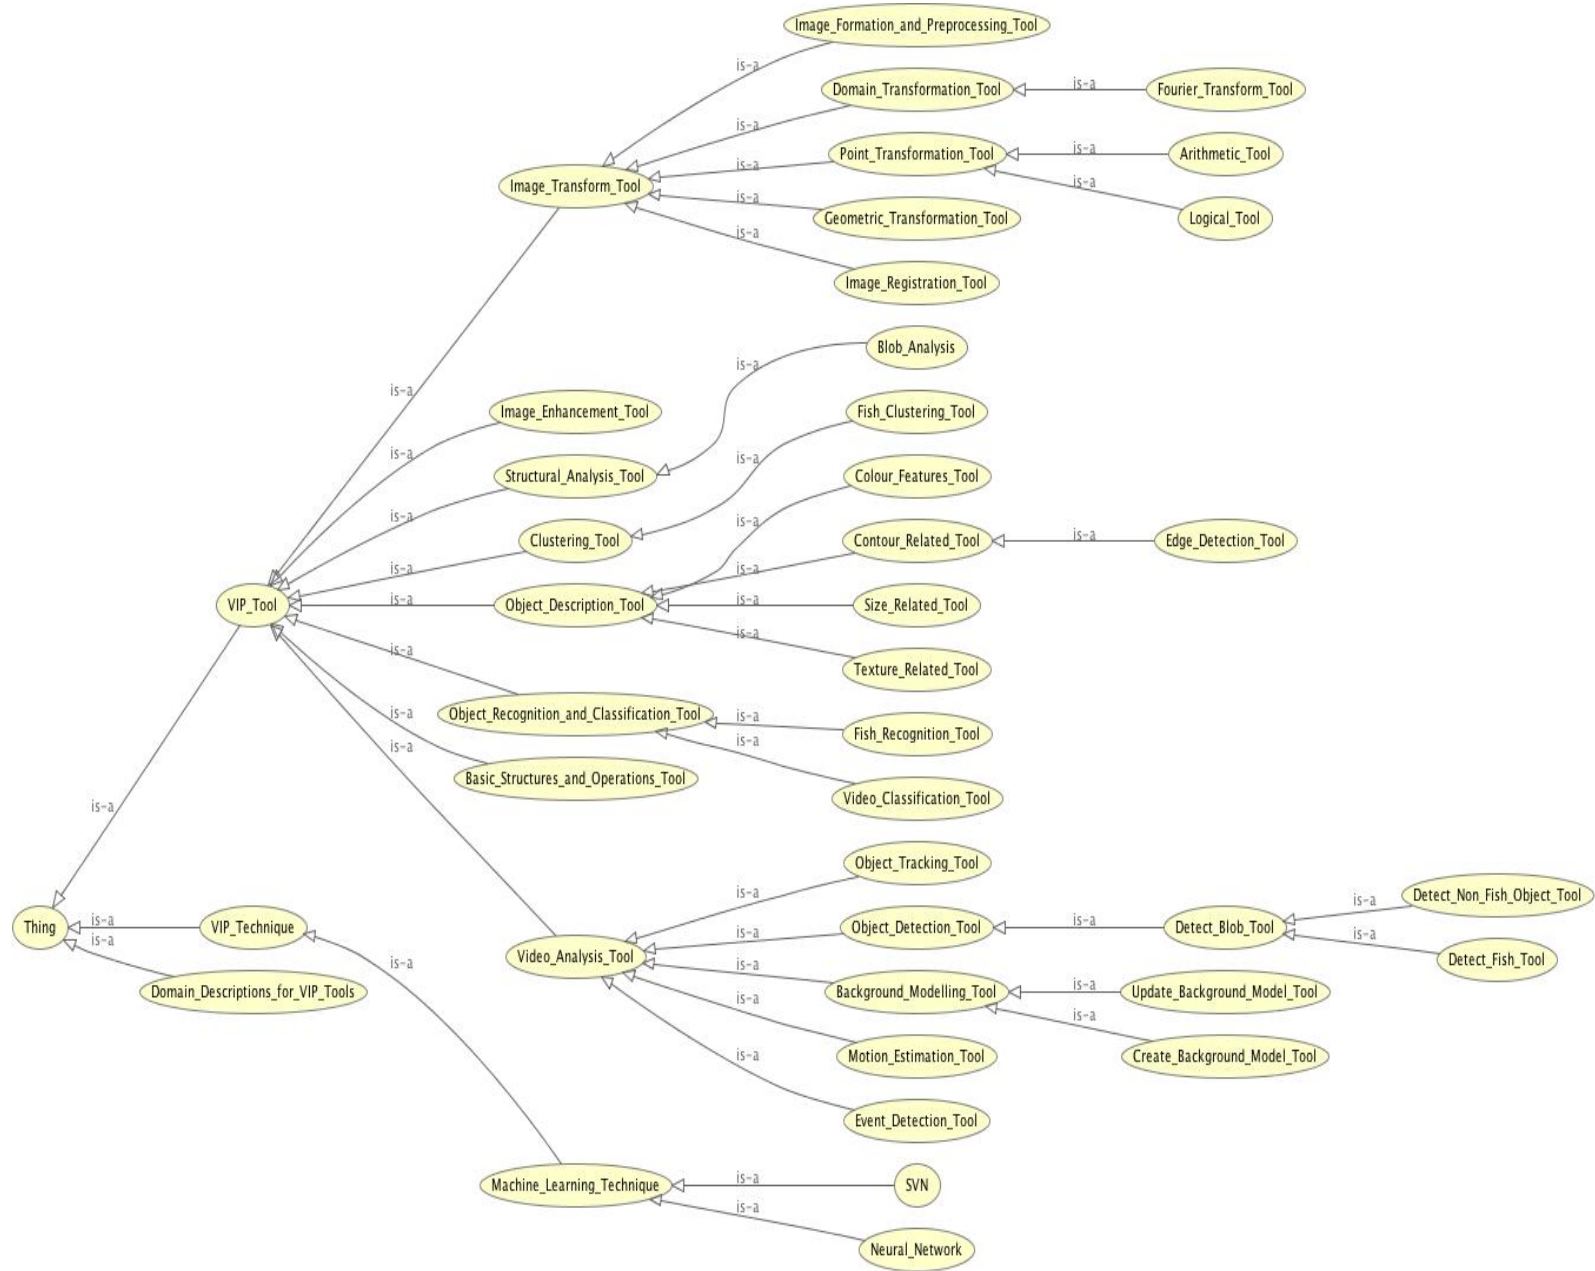 Image_Formation_and_Preprocessing_Tool
is-a
Domain_Transformation_Tool
is-a
Fourier_Transform_Tool
is-a
Point_Transformation_Tool
is-a
Arithmetic_Tool
is-a
Image_Transform_Tool
is-a
is-a
Geometric_Transformation_Tool
Logical_Tool
is-a
Image_Registration_Tool
Blob_Analysis
is-a
is-a
Image_Enhancement_Tool
Fish_Clustering_Tool
is-a
is-a
Structural_Analysis_Tool
Colour_Features_Tool
is-a
is-a
Clustering_Tool
Contour_Related_Tool
is-a
Edge_Detection_Tool
is-a
is-a
VIP_Tool
is-a
Object_Description_Tool
is-a
Size_Related_Tool
is-a
is-a
Texture_Related_Tool
is-a
Object_Recognition_and_Classification_Tool
is-a
Fish_Recognition_Tool
is-a
is-a
Basic_Structures_and_Operations_Tool
Video_Classification_Tool
is-a
Object_Tracking_Tool
is-a
is-a
Detect_Non_Fish_Object_Tool
Thing
is-a
VIP_Technique
is-a
Object_Detection_Tool
is-a
Detect_Blob_Tool
is-a
is-a
Video_Analysis_Tool
is-a
is-a
Detect_Fish_Tool
Domain_Descriptions_for_VIP_Tools
Background_Modelling_Tool
is-a
Update_Background_Model_Tool
is-a
is-a
Motion_Estimation_Tool
Create_Background_Model_Tool
is-a
Event_Detection_Tool
Machine_Learning_Technique
is-a
SVN
is-a
Neural_Network